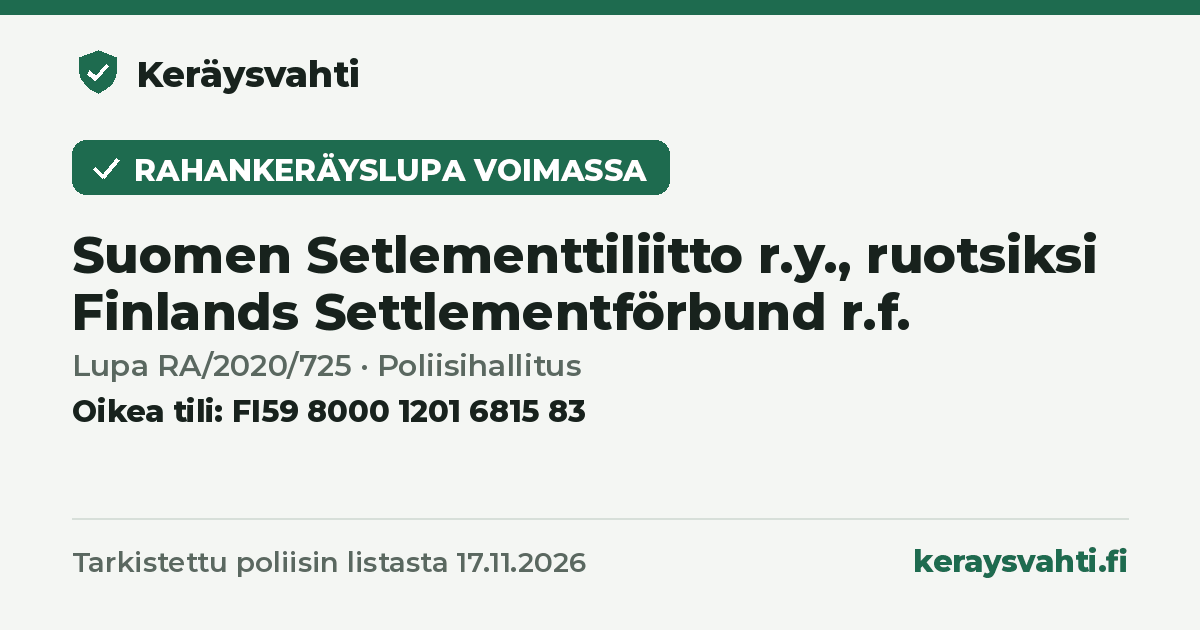 Keräysvahti
RAHANKERÄYSLUPA VOIMASSA
Suomen Setlementtiliitto r.y., ruotsiksi
Finlands Settlementförbund r.f.
Lupa RA/2020/725 · Poliisihallitus
Oikea tili: FI59 8000 1201 6815 83
Tarkistettu poliisin listasta 17.11.2026
keraysvahti.fi